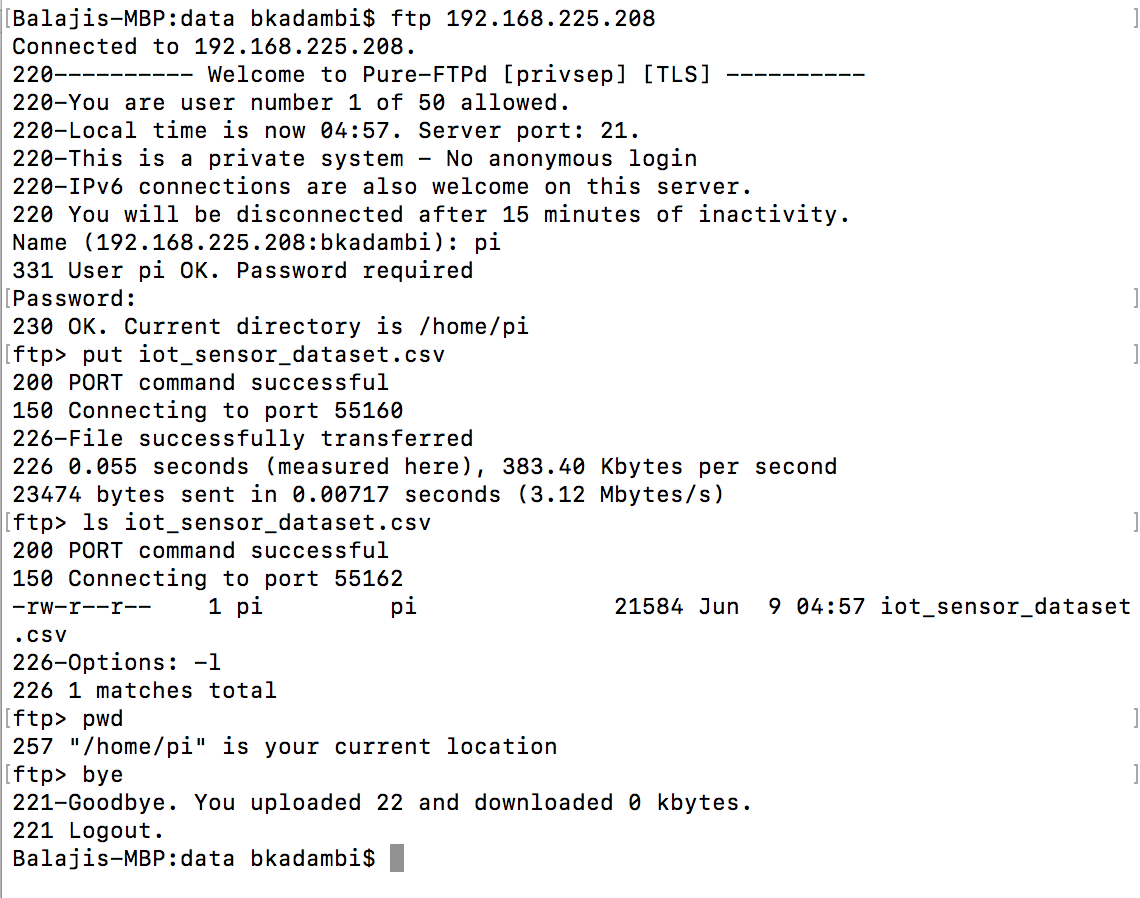 [Balajis-MBP:data bkadambi$ ftp 192.168.225.208 ]
Connected to 192.168.225.208.
220---------- Welcome to Pure-FTPd [privsep] [TLS] ----------
220-You are user number 1 of 50 allowed.
220-Local time is now 04:57. Server port: 21.
220-This is a private system - No anonymous login
220-IPv6 connections are also welcome on this server.
220 You will be disconnected after 15 minutes of inactivity.
Name (192.168.225.208:bkadambi): pi
331 User pi OK. Password required
[Password: ]
230 OK. Current directory is /home/pi
[ftp> put iot_sensor_dataset.csv ]
200 PORT command successful
150 Connecting to port 55160
226-File successfully transferred
226 0.055 seconds (measured here), 383.40 Kbytes per second
23474 bytes sent in 0.00717 seconds (3.12 Mbytes/s)
[ftp> ls iot_sensor_dataset.csv ]
200 PORT command successful
150 Connecting to port 55162
-rw-r--r--    1 pi         pi              21584 Jun  9 04:57 iot_sensor_dataset
.csv
226-Options: -l
226 1 matches total
[ftp> pwd ]
257 "/home/pi" is your current location
[ftp> bye ]
221-Goodbye. You uploaded 22 and downloaded 0 kbytes.
221 Logout.
Balajis-MBP:data bkadambi$